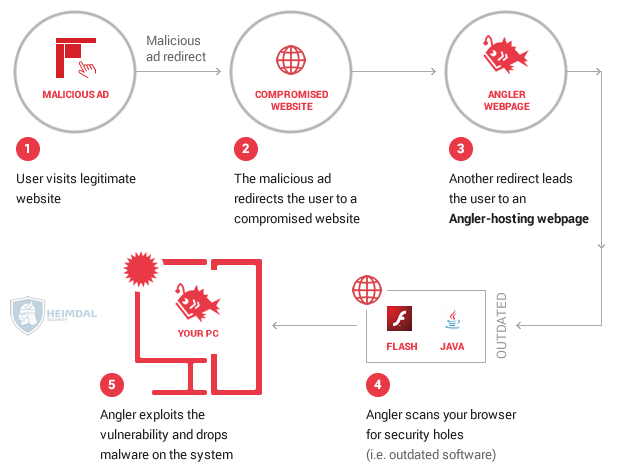 MALICIOUS AD
Malicious
ad redirect
COMPROMISED
WEBSITE
ANGLER
WEBPAGE
1
User visits legitimate
website
2
The malicious ad
redirects the user to a
compromised website
3
Another redirect leads
the user to an
Angler-hosting webpage
HEIMDAL
SECURITY
YOUR PC
FLASH
JAVA
OUTDATED
5
Angler exploits the
vulnerability and drops
malware on the system
4
Angler scans your browser
for security holes
(i.e. outdated software)